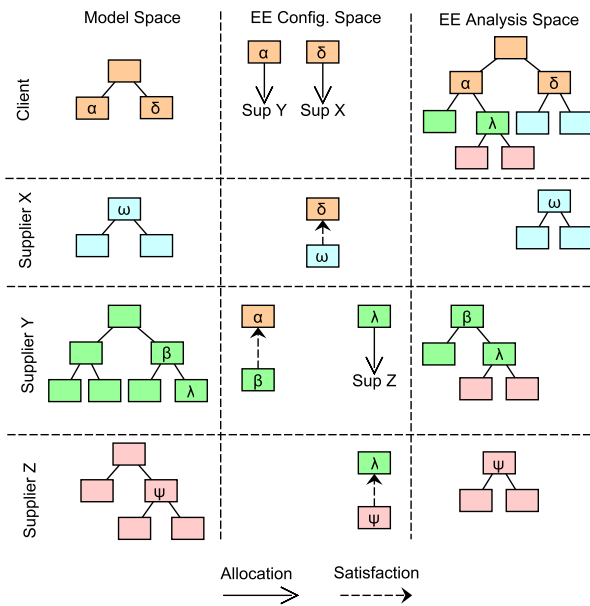 Model Space
EE Config. Space
EE Analysis Space
Client
α
δ
α
δ
Sup Y
Sup X
α
δ
λ
Supplier X
ω
δ
ω
ω
Supplier Y
β
λ
α
β
λ
Sup Z
β
λ
Supplier Z
ψ
λ
ψ
ψ
Allocation
Satisfaction